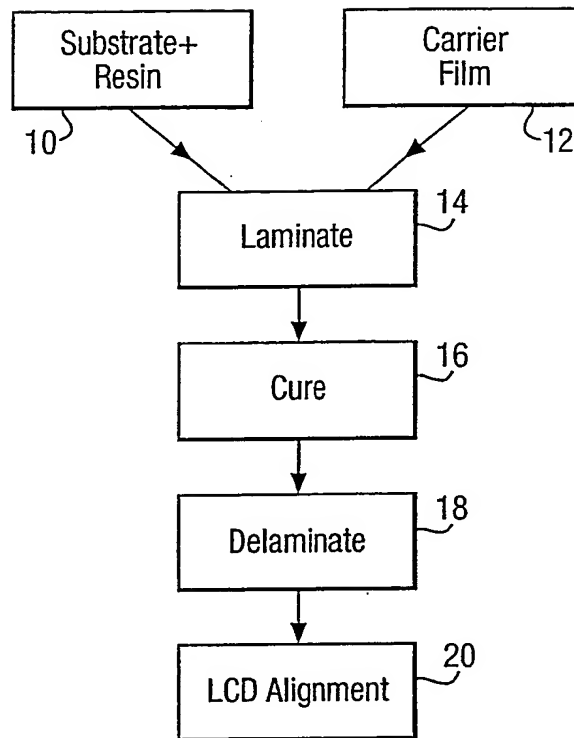 Substrate+
Resin
Carrier
Film
10
12
Laminate
14
Cure
16
Delaminate
18
LCD Alignment
20